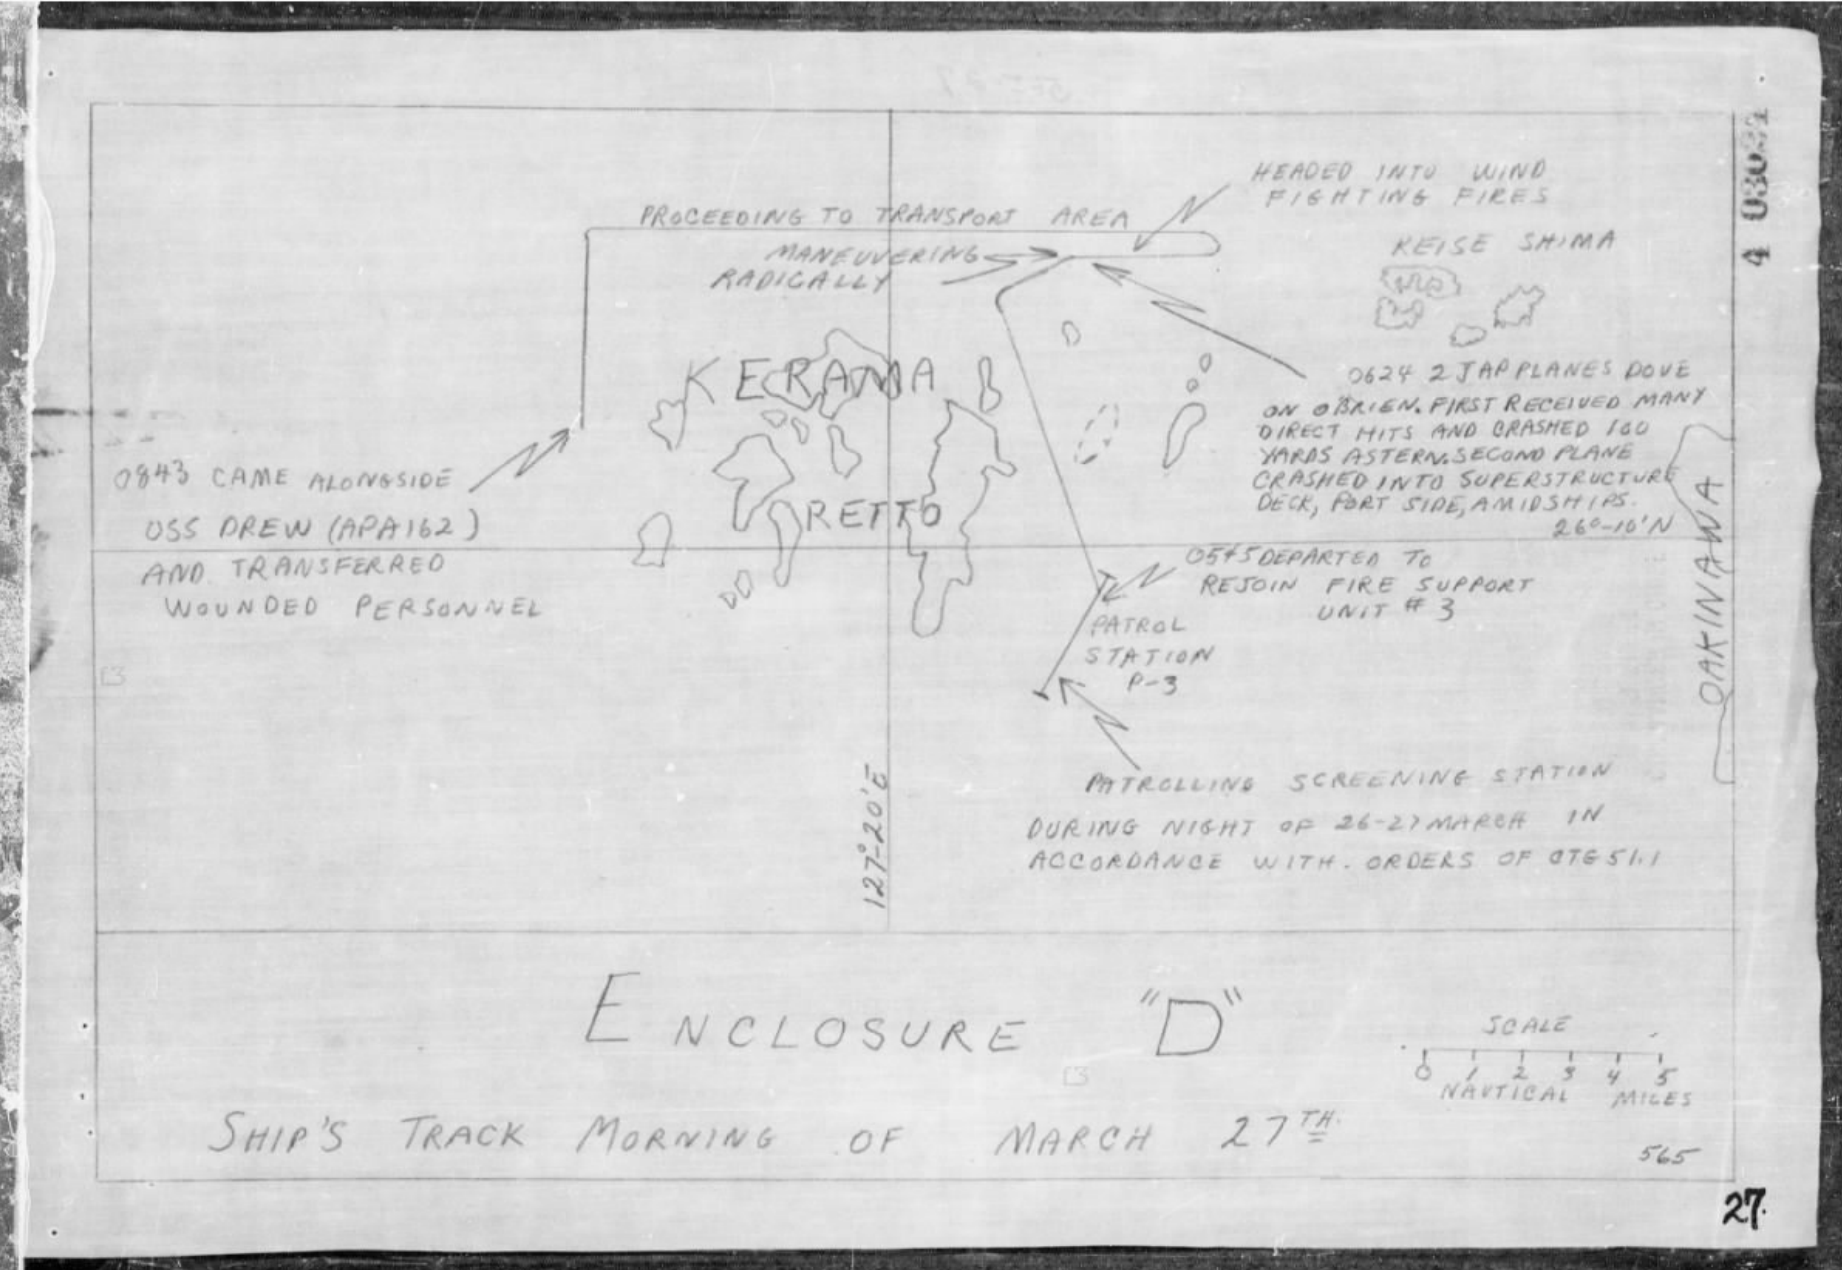 HEADED INTO WIND
FIGHTING FIRES
PROCEEDING TO TRANSPORT AREA
MANEUVERING
RADICALLY
KEISE SHIMA
KERAMA
RETTO
0624 2 JAP PLANES DOVE
ON OBRIEN. FIRST RECEIVED MANY
DIRECT HITS AND CRASHED 100
YARDS ASTERN. SECOND PLANE
CRASHED INTO SUPERSTRUCTURE
DECK, PORT SIDE, AMIDSHIPS.
26°-10'N
OAKINAWA
0843 CAME ALONGSIDE
USS DREW (APA162)
AND TRANSFERRED
WOUNDED PERSONNEL
0545 DEPARTED TO
REJOIN FIRE SUPPORT
UNIT # 3
PATROL
STATION
P-3
PATROLLING SCREENING STATION
DURING NIGHT OF 26-27 MARCH IN
ACCORDANCE WITH. ORDERS OF CTG 51.1
127°-20'E
ENCLOSURE "D"
SCALE
0 1 2 3 4 5
NAUTICAL MILES
SHIP'S TRACK MORNING OF MARCH 27TH.
565
27.